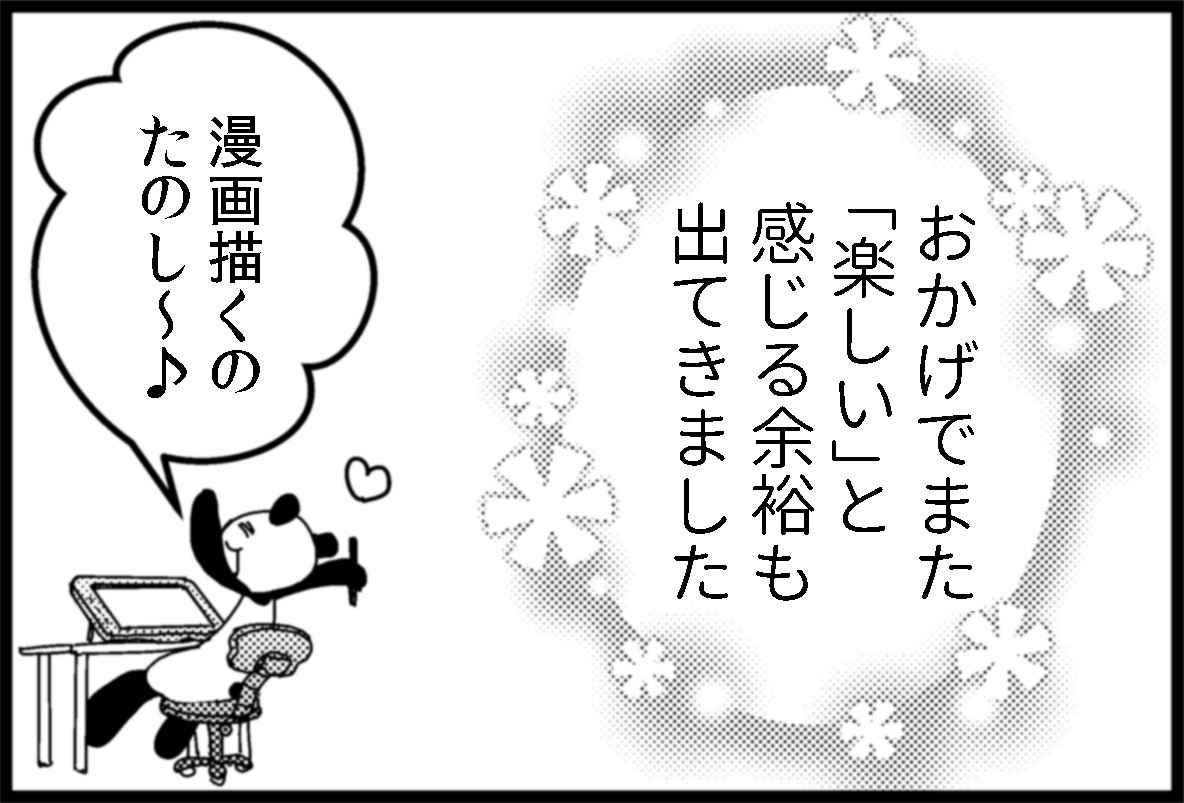 おかげでまた
「楽しい」と
感じる余裕も
出てきました
漫画描くの
たのし〜♪